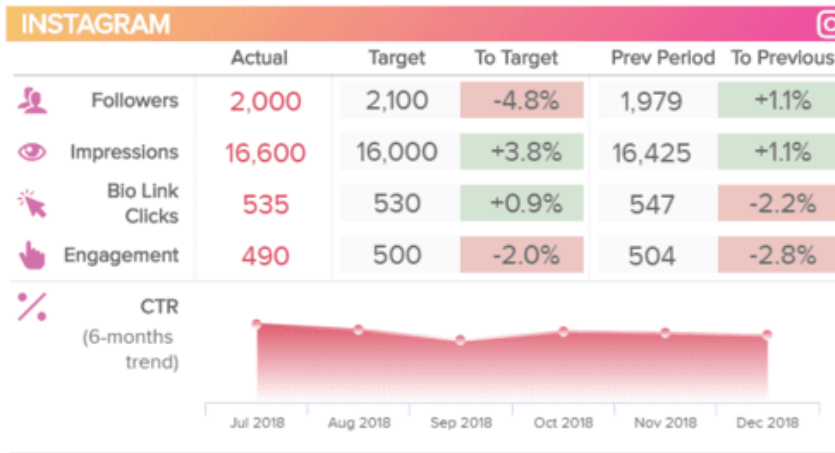 INSTAGRAM
Actual Target To Target Prev Period To Previous
Followers 2,000 2,100 -4.8% 1,979 +1.1%
Impressions 16,600 16,000 +3.8% 16,425 +1.1%
Bio Link
Clicks 535 530 +0.9% 547 -2.2%
Engagement 490 500 -2.0% 504 -2.8%
CTR
(6-months
trend)
Jul 2018 Aug 2018 Sep 2018 Oct 2018 Nov 2018 Dec 2018